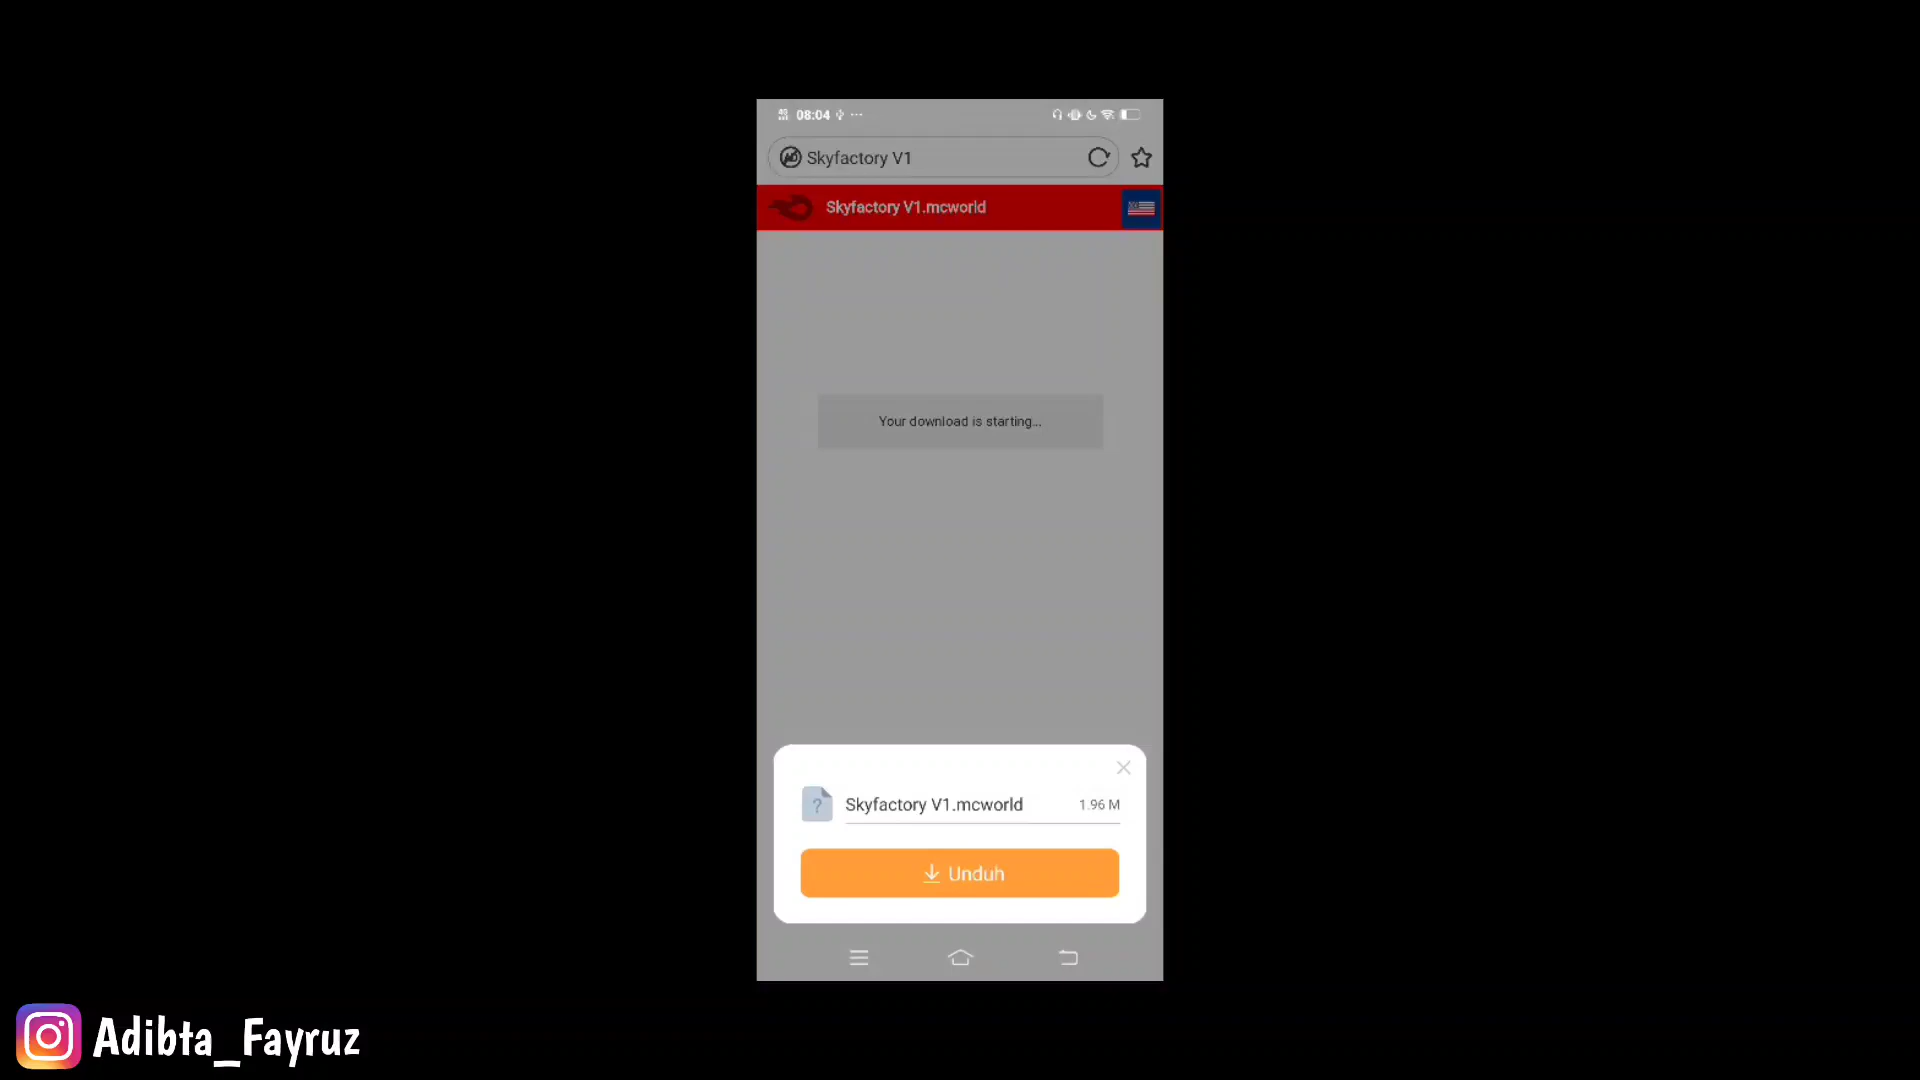 08:04
Skyfactory V1
Skyfactory V1.mcworld
Your download is starting...
Skyfactory V1.mcworld 1.96 M
Unduh
Adibta_Fayruz